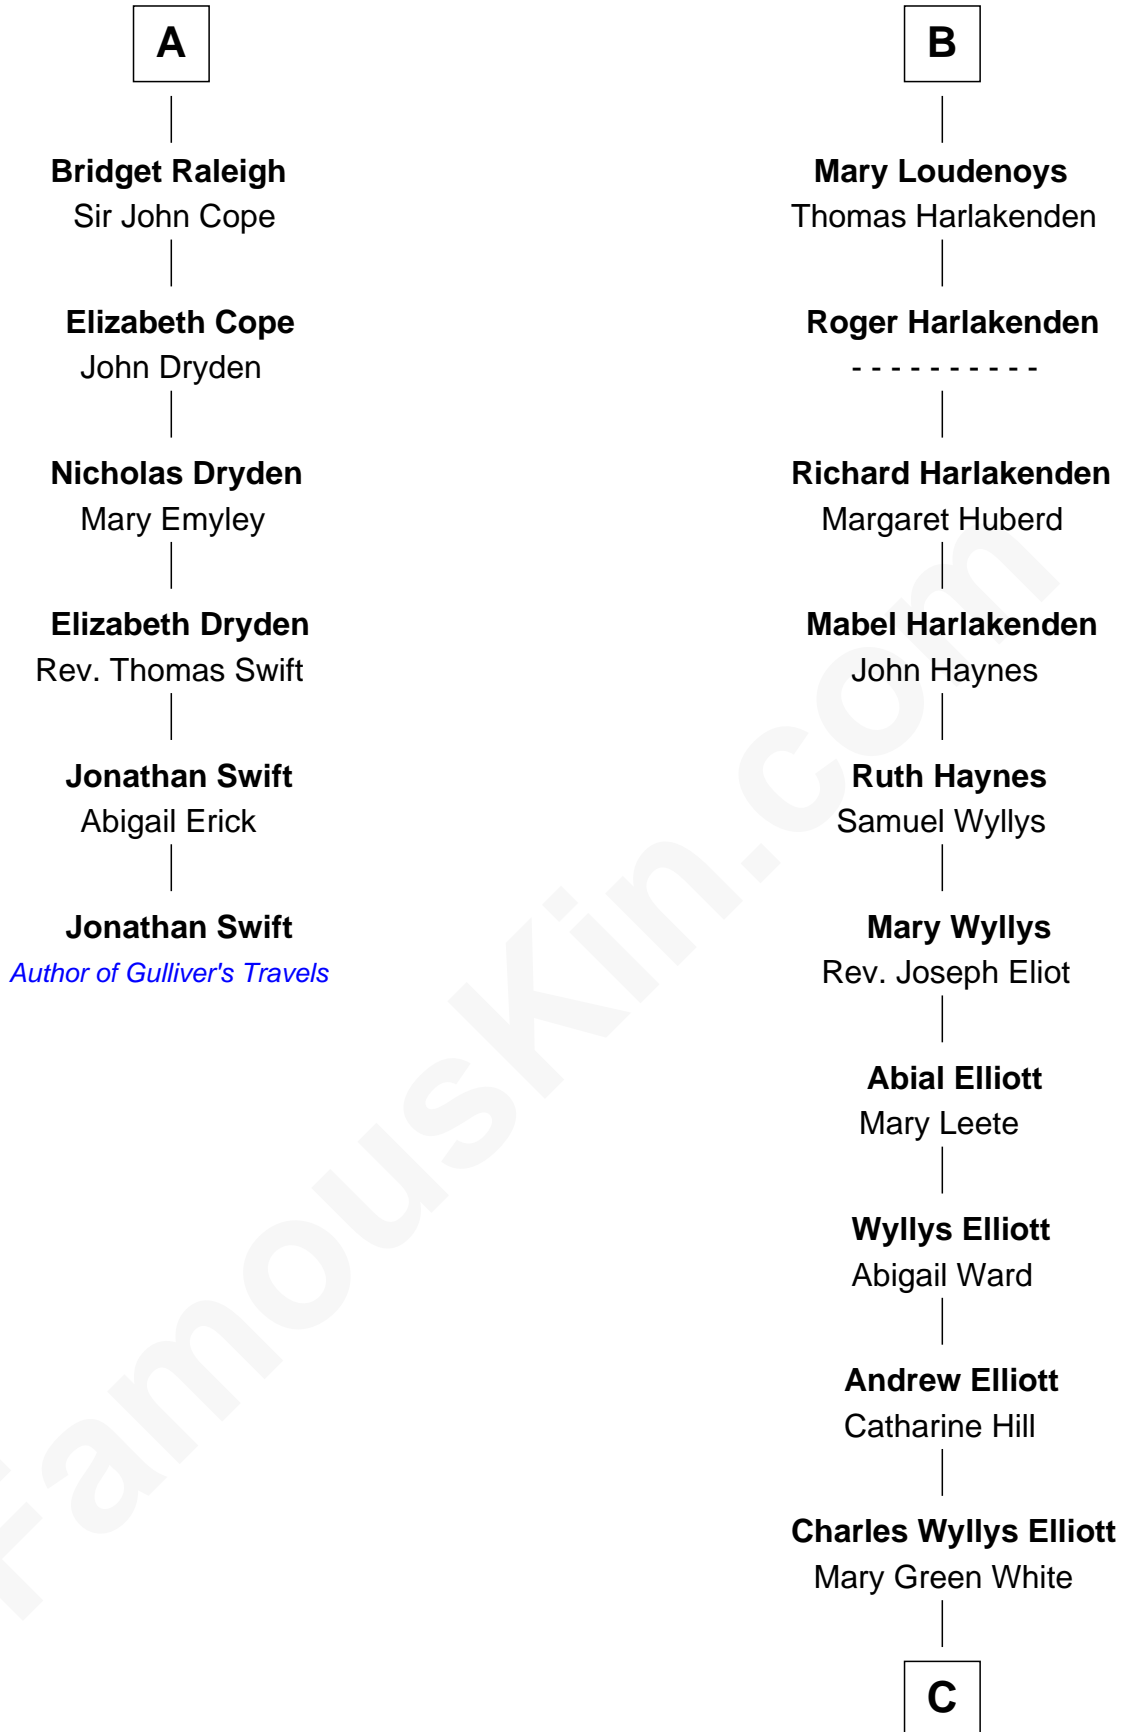 A
Bridget Raleigh
Sir John Cope
Elizabeth Cope
John Dryden
Nicholas Dryden
Mary Emyley
Elizabeth Dryden
Rev. Thomas Swift
Jonathan Swift
Abigail Erick
Jonathan Swift
Author of Gulliver's Travels
B
Mary Loudenoys
Thomas Harlakenden
Roger Harlakenden
- - - - - - - - - -
Richard Harlakenden
Margaret Huberd
Mabel Harlakenden
John Haynes
Ruth Haynes
Samuel Wyllys
Mary Wyllys
Rev. Joseph Eliot
Abial Elliott
Mary Leete
Wyllys Elliott
Abigail Ward
Andrew Elliott
Catharine Hill
Charles Wyllys Elliott
Mary Green White
C
FamousKin.com